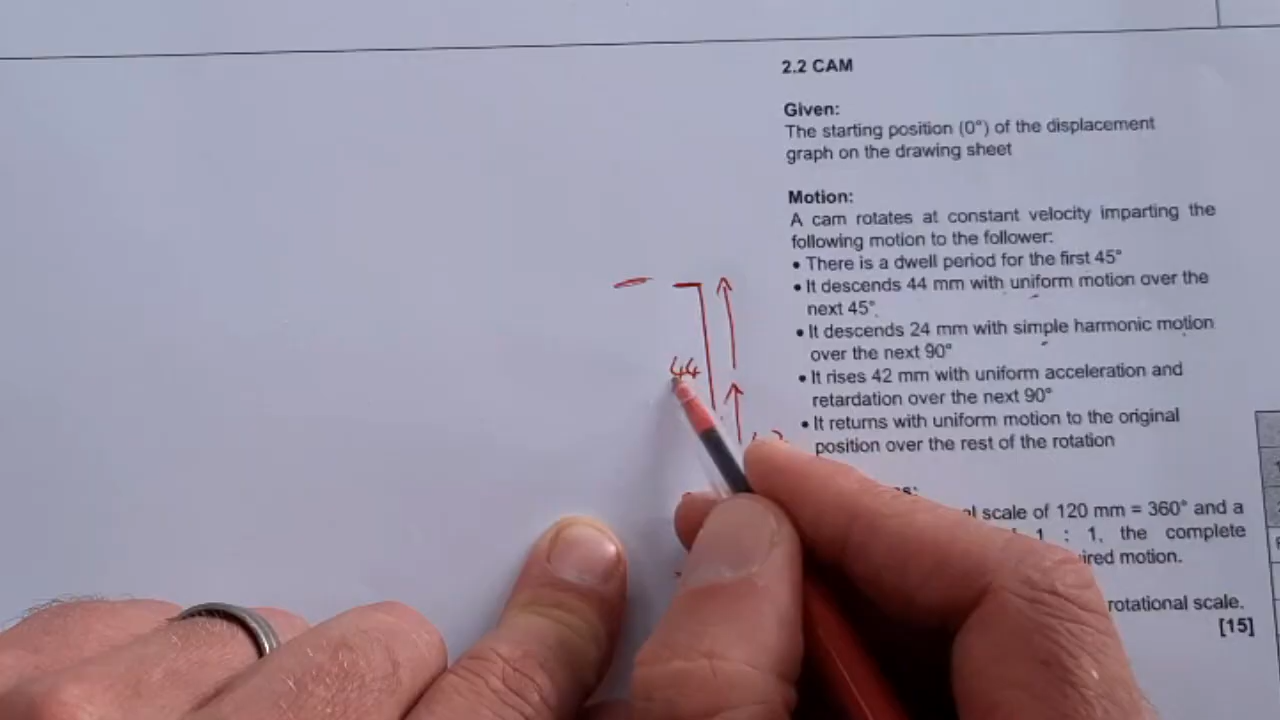 2.2 CAM
Given:
The starting position (0°) of the displacement
graph on the drawing sheet
Motion:
A cam rotates at constant velocity imparting the
following motion to the follower:
• There is a dwell period for the first 45°
• It descends 44 mm with uniform motion over the
next 45°.
• It descends 24 mm with simple harmonic motion
over the next 90°
44
• It rises 42 mm with uniform acceleration and
retardation over the next 90°
• It returns with uniform motion to the original
position over the rest of the rotation
scale of 120 mm = 360° and a
1 : 1, the complete
motion.
rotational scale.
[15]